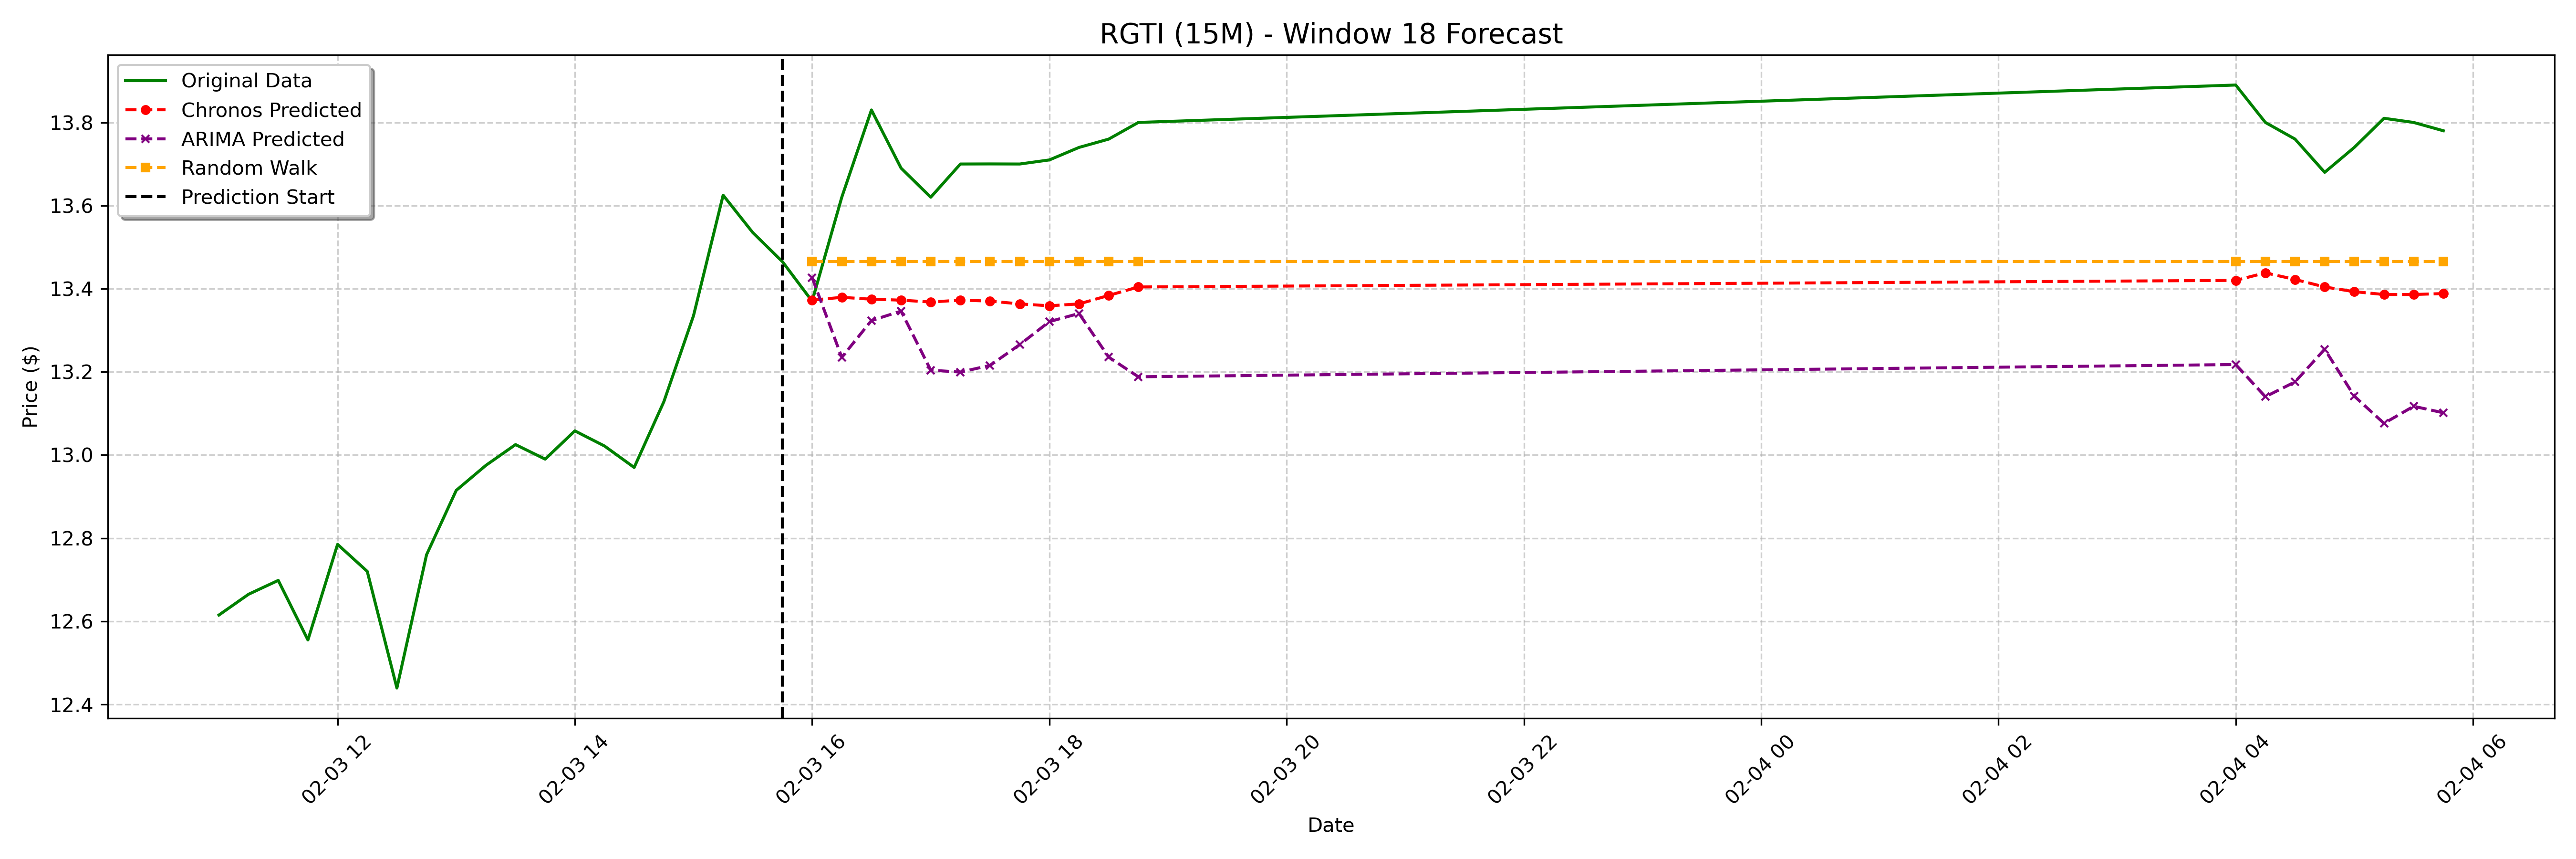 RGTI (15M) - Window 18 Forecast
Original Data
Chronos Predicted
ARIMA Predicted
Random Walk
Prediction Start
Price ($)
13.8
13.6
13.4
13.2
13.0
12.8
12.6
12.4
02-03 12
02-03 14
02-03 16
02-03 18
02-03 20
02-03 22
02-04 00
02-04 02
02-04 04
02-04 06
Date